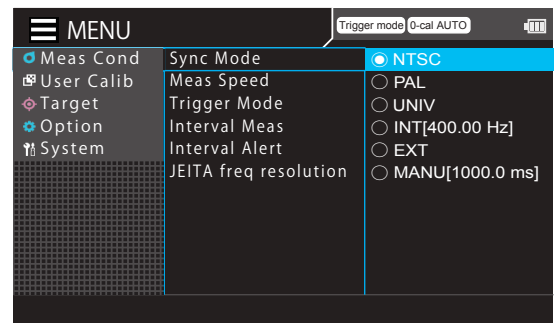 MENU
Trigger mode 0-cal AUTO
Meas Cond
User Calib
Target
Option
System
Sync Mode
Meas Speed
Trigger Mode
Interval Meas
Interval Alert
JEITA freq resolution
NTSC
PAL
UNIV
INT[400.00 Hz]
EXT
MANU[1000.0 ms]